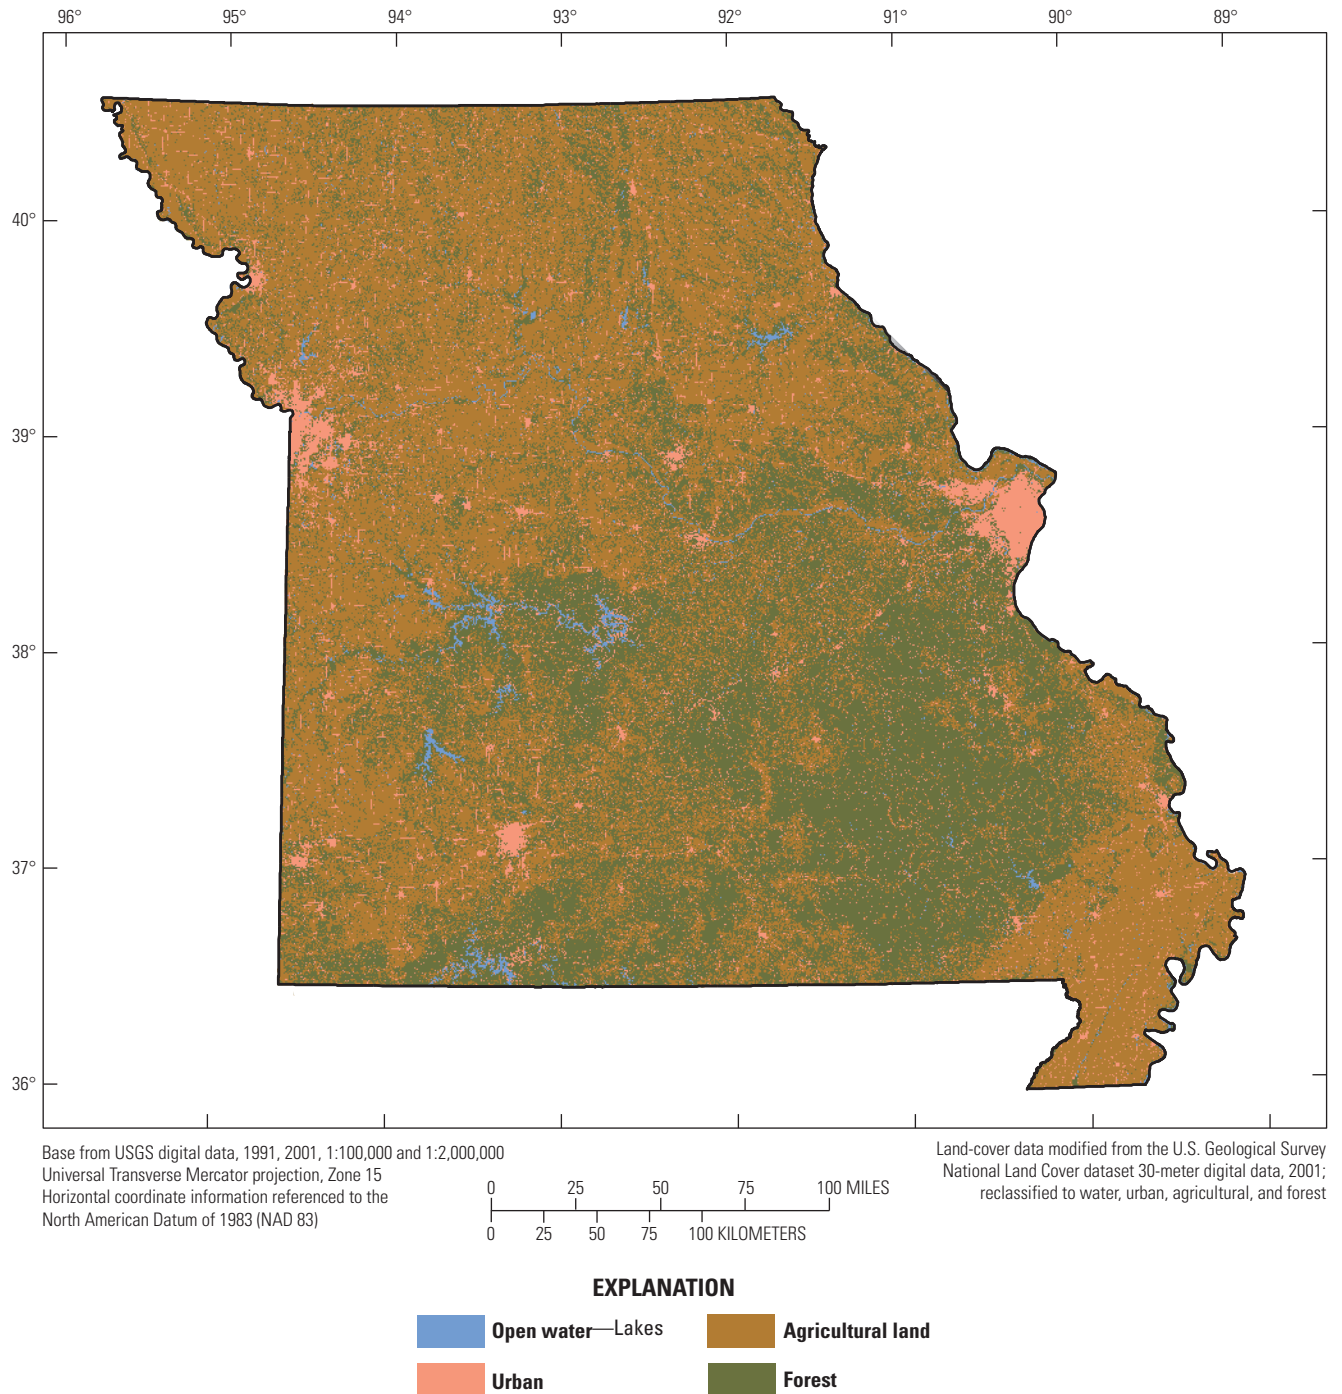 96° 95° 94° 93° 92° 91° 90° 89°
40°
39°
38°
37°
36°
Base from USGS digital data, 1991, 2001, 1:100,000 and 1:2,000,000
Universal Transverse Mercator projection, Zone 15
Horizontal coordinate information referenced to the
North American Datum of 1983 (NAD 83)
0 25 50 75 100 MILES
0 25 50 75 100 KILOMETERS
Land-cover data modified from the U.S. Geological Survey
National Land Cover dataset 30-meter digital data, 2001;
reclassified to water, urban, agricultural, and forest
EXPLANATION
Open water—Lakes
Urban
Agricultural land
Forest